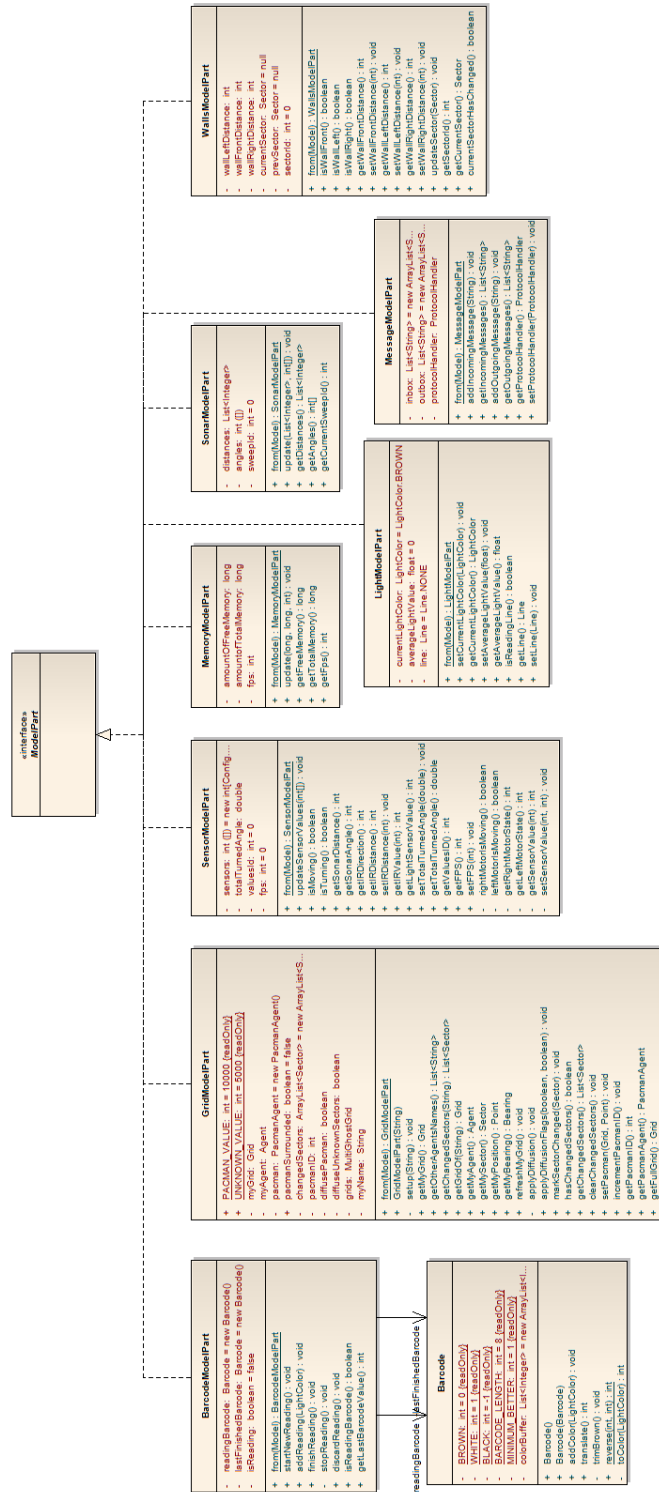 «interface»
ModelPart
BarcodeModelPart
- readingBarcode: Barcode = new Barcode()
- lastFinishedBarcode: Barcode = new Barcode()
- isReading: boolean = false
+ from(Model) : BarcodeModelPart
+ startNewReading() : void
+ addReading(LightColor) : void
+ finishReading() : void
- stopReading() : void
+ discardReading() : void
+ isReadingBarcode() : boolean
+ getLastBarcodeValue() : int
readingBarcode
lastFinishedBarcode
Barcode
- BROWN: int = 0 {readOnly}
- WHITE: int = 1 {readOnly}
- BLACK: int = -1 {readOnly}
- BARCODE_LENGTH: int = 8 {readOnly}
- MINIMUM_BETTER: int = 1 {readOnly}
- colorBuffer: List<Integer> = new ArrayList<I...
+ Barcode()
+ Barcode(Barcode)
+ addColor(LightColor) : void
+ translate() : int
- trimBrown() : void
+ reverse(int, int) : int
- toColor(LightColor) : int
GridModelPart
+ PACMAN_VALUE: int = 10000 {readOnly}
+ UNKNOWN_VALUE: int = 5000 {readOnly}
- myGrid: Grid
- myAgent: Agent
- pacman: PacmanAgent = new PacmanAgent()
+ pacmanSurrounded: boolean = false
- changedSectors: ArrayList<Sector> = new ArrayList<S...
- pacmanID: int
- diffusePacman: boolean
- diffuseUnknownSectors: boolean
- grids: MultiGhostGrid
- myName: String
+ from(Model) : GridModelPart
+ GridModelPart(String)
- setup(String) : void
+ getMyGrid() : Grid
+ getOtherAgentsNames() : List<String>
+ getChangedSectors(String) : List<Sector>
+ getGridOf(String) : Grid
+ getMyAgent() : Agent
+ getMySector() : Sector
+ getMyPosition() : Point
+ getMyBearing() : Bearing
+ refreshMyGrid() : void
- applyDiffusion() : void
+ applyDiffusionFlags(boolean, boolean) : void
+ markSectorChanged(Sector) : void
+ hasChangedSectors() : boolean
+ getChangedSectors() : List<Sector>
+ clearChangedSectors() : void
+ setPacman(Grid, Point) : void
+ incrementPacmanID() : void
+ getPacmanID() : int
+ getPacmanAgent() : PacmanAgent
+ getFullGrid() : Grid
SensorModelPart
- sensors: int ([]) = new int[Config....
- totalTurnedAngle: double
- valuesId: int = 0
- fps: int = 0
+ from(Model) : SensorModelPart
+ updateSensorValues(int[]) : void
+ isMoving() : boolean
+ isTurning() : boolean
+ getSonarDistance() : int
+ getSonarAngle() : int
+ getIRDirection() : int
+ getIRDistance() : int
+ setIRDistance(int) : void
+ getIRValue(int) : int
+ getLightSensorValue() : int
+ setTotalTurnedAngle(double) : void
+ getTotalTurnedAngle() : double
+ getValuesID() : int
+ getFPS() : int
+ setFPS(int) : void
- rightMotorIsMoving() : boolean
- leftMotorIsMoving() : boolean
- getRightMotorState() : int
- getLeftMotorState() : int
- getSensorValue(int) : int
- setSensorValue(int, int) : void
MemoryModelPart
- amountOfFreeMemory: long
- amountofTotalMemory: long
- fps: int
+ from(Model) : MemoryModelPart
+ update(long, long, int) : void
+ getFreeMemory() : long
+ getTotalMemory() : long
+ getFps() : int
LightModelPart
- currentLightColor: LightColor = LightColor.BROWN
- averageLightValue: float = 0
- line: Line = Line.NONE
+ from(Model) : LightModelPart
+ setCurrentLightColor(LightColor) : void
+ getCurrentLightColor() : LightColor
+ setAverageLightValue(float) : void
+ getAverageLightValue() : float
+ isReadingLine() : boolean
+ getLine() : Line
+ setLine(Line) : void
SonarModelPart
- distances: List<Integer>
- angles: int ([])
- sweepId: int = 0
+ from(Model) : SonarModelPart
+ update(List<Integer>, int[]) : void
+ getDistances() : List<Integer>
+ getAngles() : int[]
+ getCurrentSweepId() : int
MessageModelPart
- inbox: List<String> = new ArrayList<S...
- outbox: List<String> = new ArrayList<S...
- protocolHandler: ProtocolHandler
+ from(Model) : MessageModelPart
+ addIncomingMessage(String) : void
+ getIncomingMessages() : List<String>
+ addOutgoingMessage(String) : void
+ getOutgoingMessages() : List<String>
+ getProtocolHandler() : ProtocolHandler
+ setProtocolHandler(ProtocolHandler) : void
WallsModelPart
- wallLeftDistance: int
- wallFrontDistance: int
- wallRightDistance: int
- currentSector: Sector = null
- prevSector: Sector = null
- sectorId: int = 0
+ from(Model) : WallsModelPart
+ isWallFront() : boolean
+ isWallLeft() : boolean
+ isWallRight() : boolean
+ getWallFrontDistance() : int
+ setWallFrontDistance(int) : void
+ getWallLeftDistance() : int
+ setWallLeftDistance(int) : void
+ getWallRightDistance() : int
+ setWallRightDistance(int) : void
+ updateSector(Sector) : void
+ getSectorId() : int
+ getCurrentSector() : Sector
+ currentSectorHasChanged() : boolean